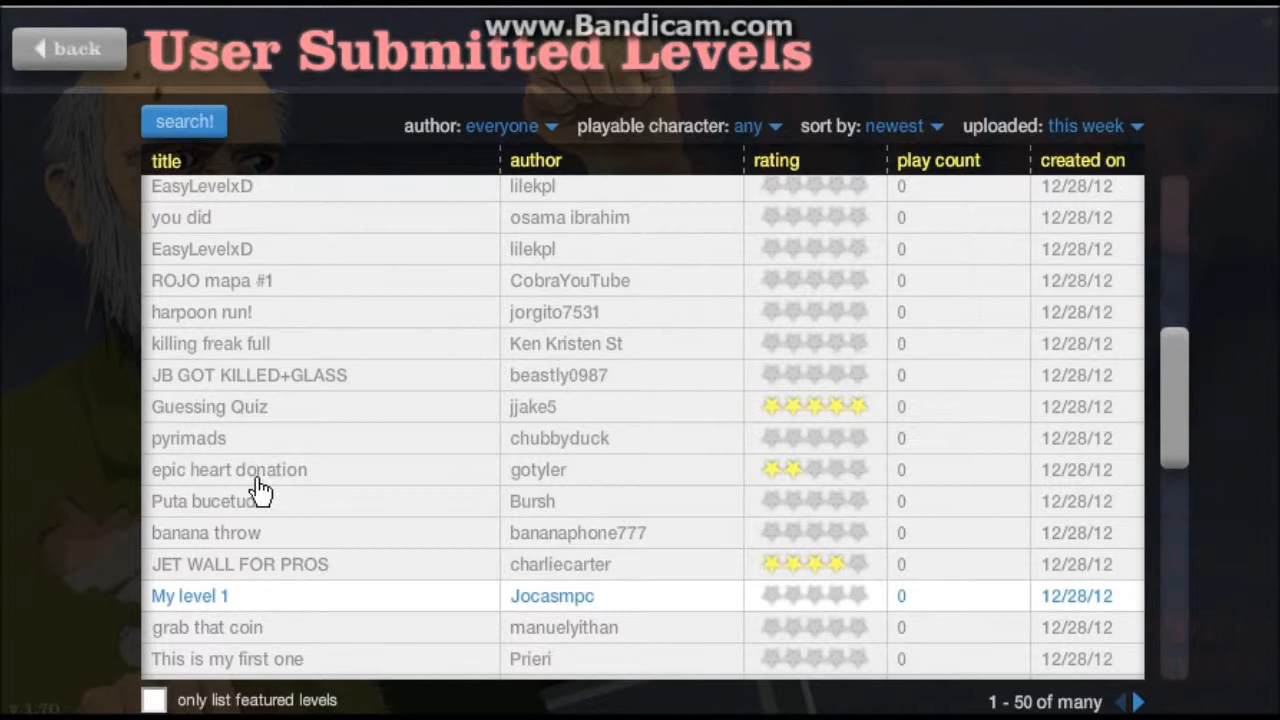 www.Bandicam.com
back
User Submitted Levels
search!
author: everyone playable character: any sort by: newest uploaded: this week
title author rating play count created on
EasyLevelxD lilekpl 0 12/28/12
you did osama ibrahim 0 12/28/12
EasyLevelxD lilekpl 0 12/28/12
ROJO mapa #1 CobraYouTube 0 12/28/12
harpoon run! jorgito7531 0 12/28/12
killing freak full Ken Kristen St 0 12/28/12
JB GOT KILLED+GLASS beastly0987 0 12/28/12
Guessing Quiz jjake5 0 12/28/12
pyrimads chubbyduck 0 12/28/12
epic heart donation gotyler 0 12/28/12
Puta bucetud Bursh 0 12/28/12
banana throw bananaphone777 0 12/28/12
JET WALL FOR PROS charliecarter 0 12/28/12
My level 1 Jocasmpc 0 12/28/12
grab that coin manuelyithan 0 12/28/12
This is my first one Prieri 0 12/28/12
only list featured levels
1 - 50 of many
v 1.70